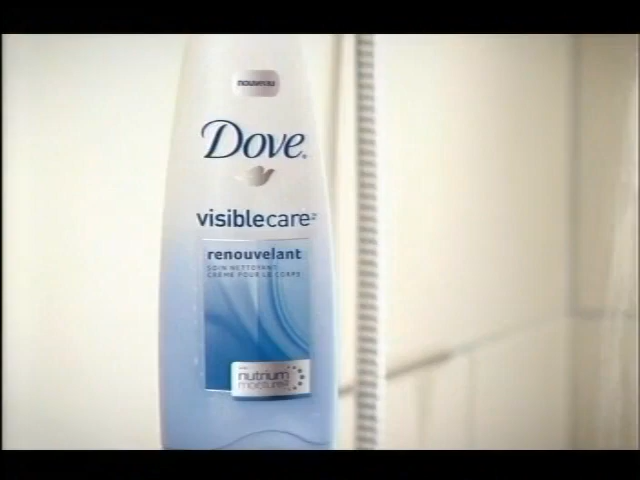 nouveau
Dove
visiblecare
renouvelant
SOIN NETTOYANT
CRÈME POUR LE CORPS
nutrium
moisture